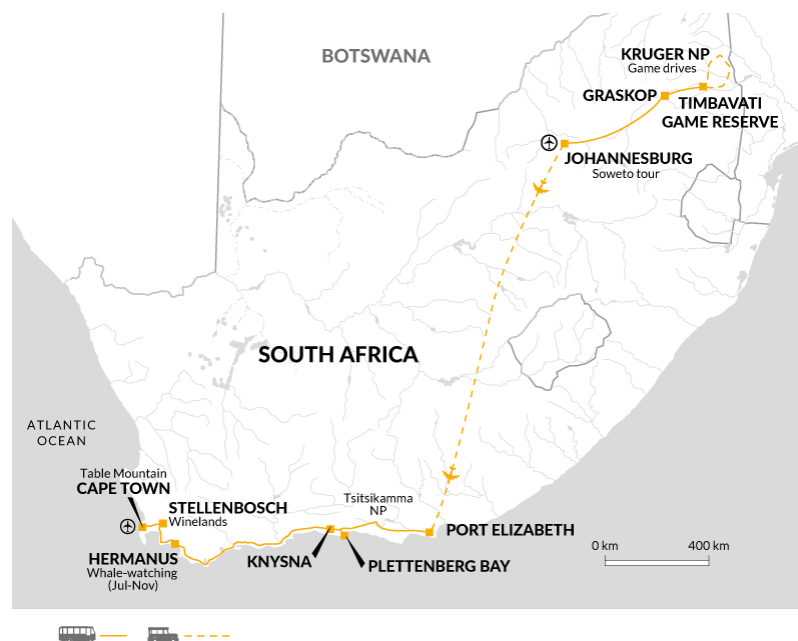 BOTSWANA
KRUGER NP
Game drives
GRASKOP
TIMBAVATI
GAME RESERVE
JOHANNESBURG
Soweto tour
SOUTH AFRICA
ATLANTIC
OCEAN
Table Mountain
CAPE TOWN
STELLENBOSCH
Winelands
HERMANUS
Whale-watching
(Jul-Nov)
Tsitsikamma
NP
KNYSNA
PLETTENBERG BAY
PORT ELIZABETH
0 km
400 km